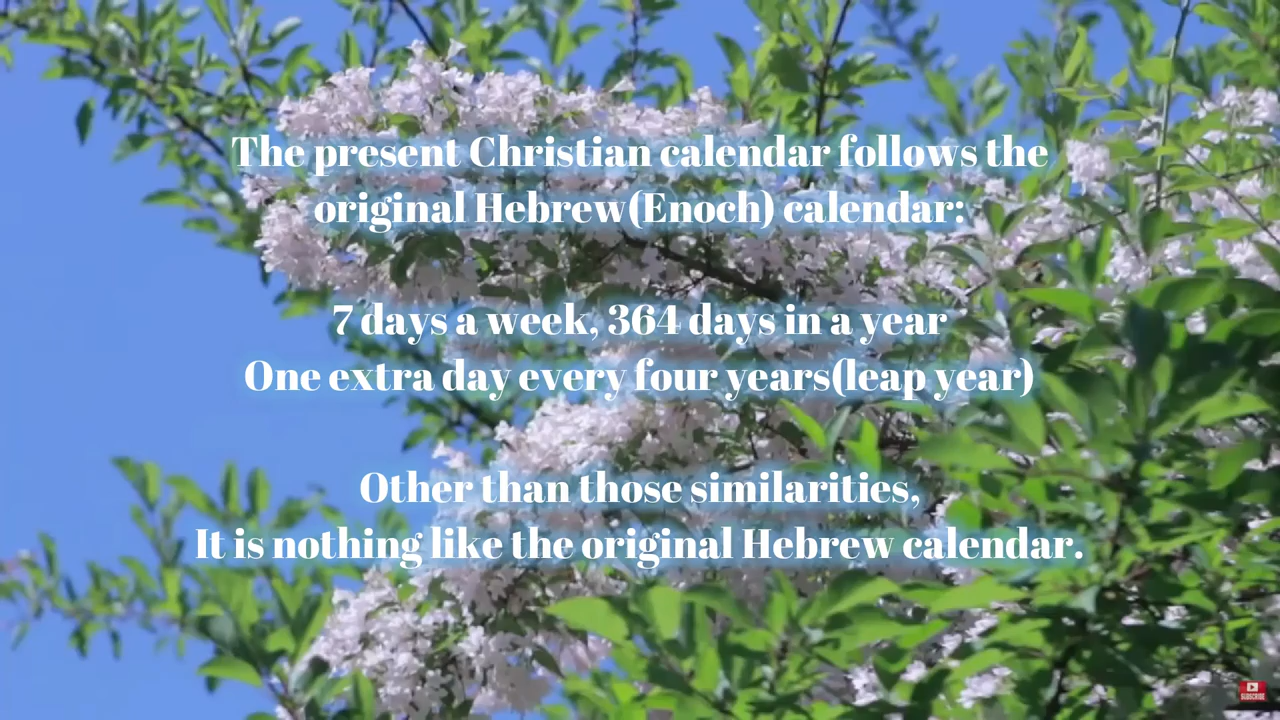 The present Christian calendar follows the
original Hebrew(Enoch) calendar:
7 days a week, 364 days in a year
One extra day every four years(leap year)
Other than those similarities,
It is nothing like the original Hebrew calendar.
SUBSCRIBE